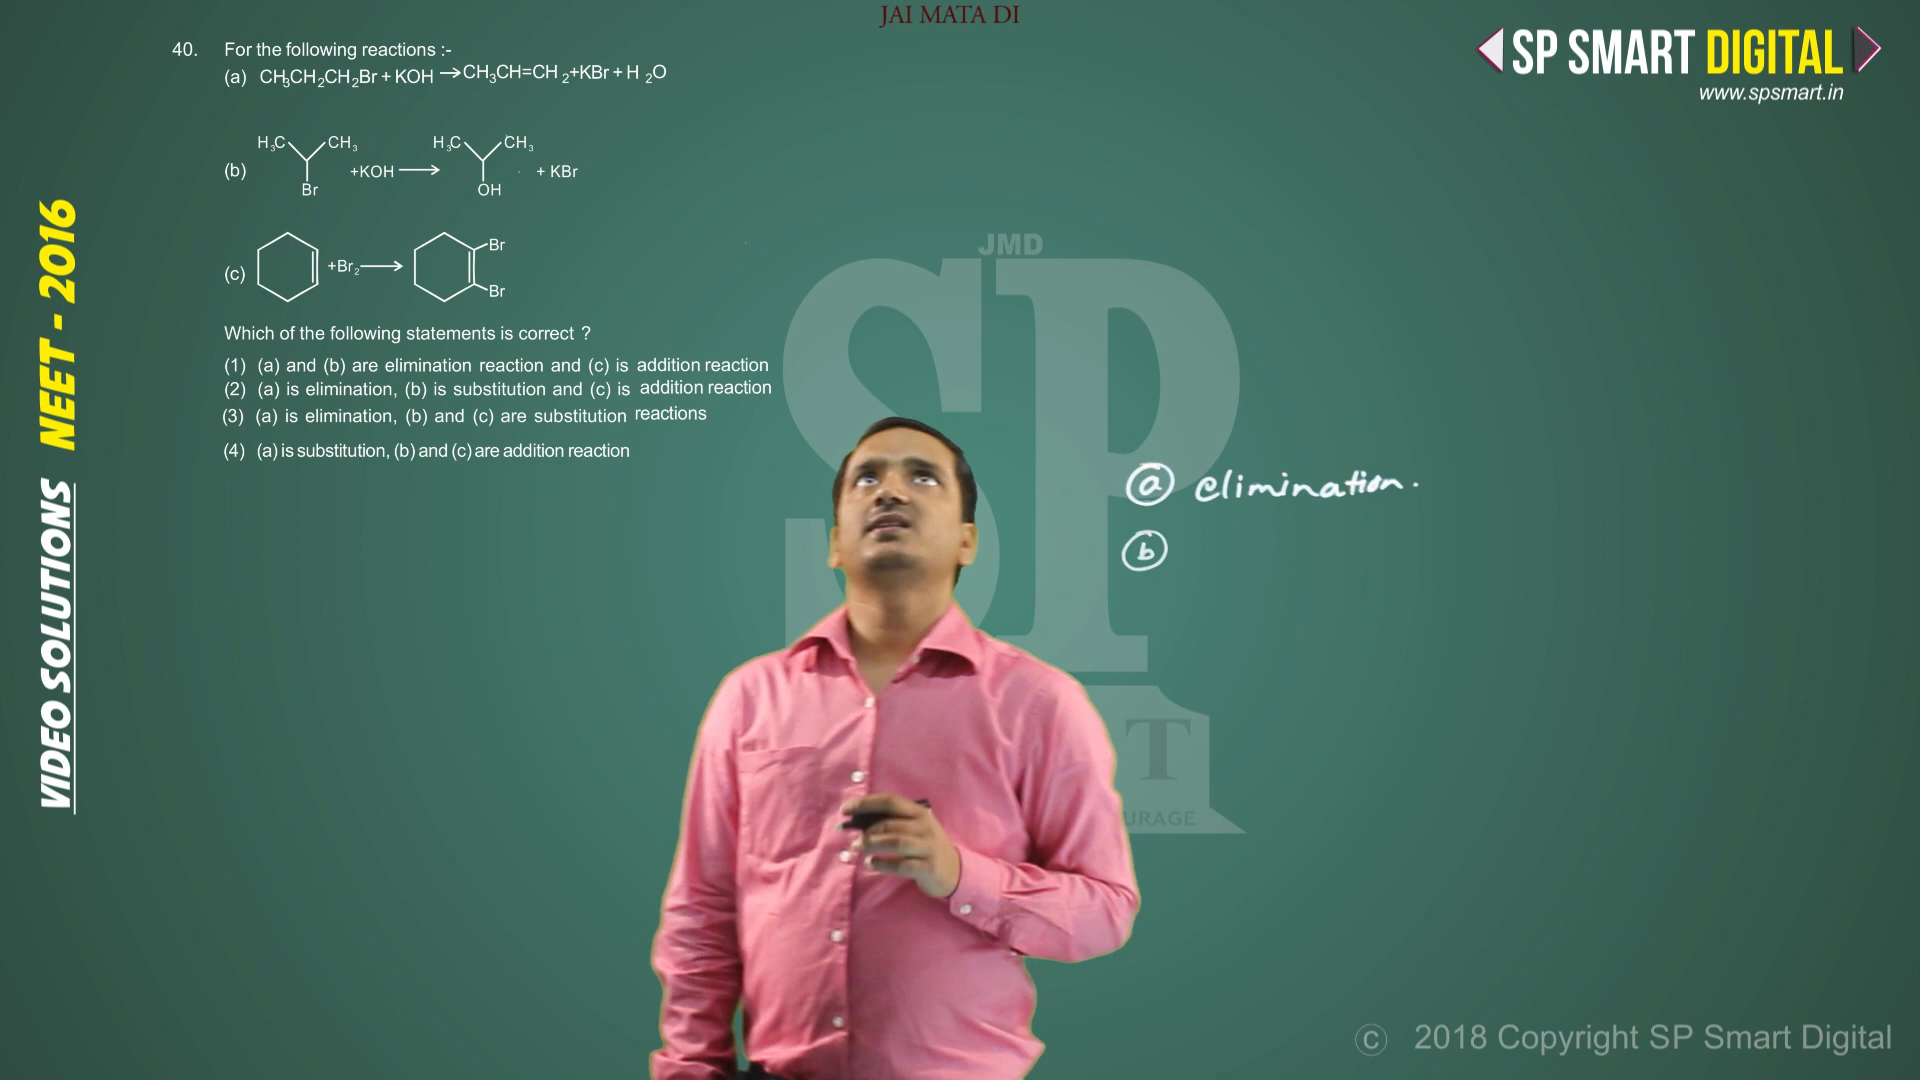 JAI MATA DI
SP SMART DIGITAL
www.spsmart.in
VIDEO SOLUTIONS NEET - 2016
40. For the following reactions :-
(a) CH₃CH₂CH₂Br + KOH → CH₃CH=CH₂+KBr + H₂O
(b) H₃C CH₃ Br +KOH → H₃C CH₃ OH + KBr
(c) +Br₂ → Br Br
Which of the following statements is correct ?
(1) (a) and (b) are elimination reaction and (c) is addition reaction
(2) (a) is elimination, (b) is substitution and (c) is addition reaction
(3) (a) is elimination, (b) and (c) are substitution reactions
(4) (a) is substitution, (b) and (c) are addition reaction
JMD
SP
T
URAGE
ⓐ elimination.
ⓑ
© 2018 Copyright SP Smart Digital